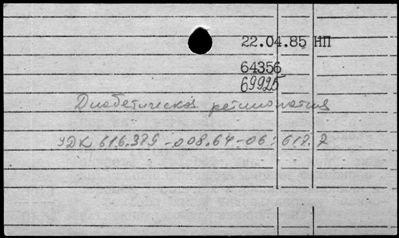 22.04.85 НП
64356
69925
Диабетическая ретинопатия
УДК 616.379-008.64-06:617.7